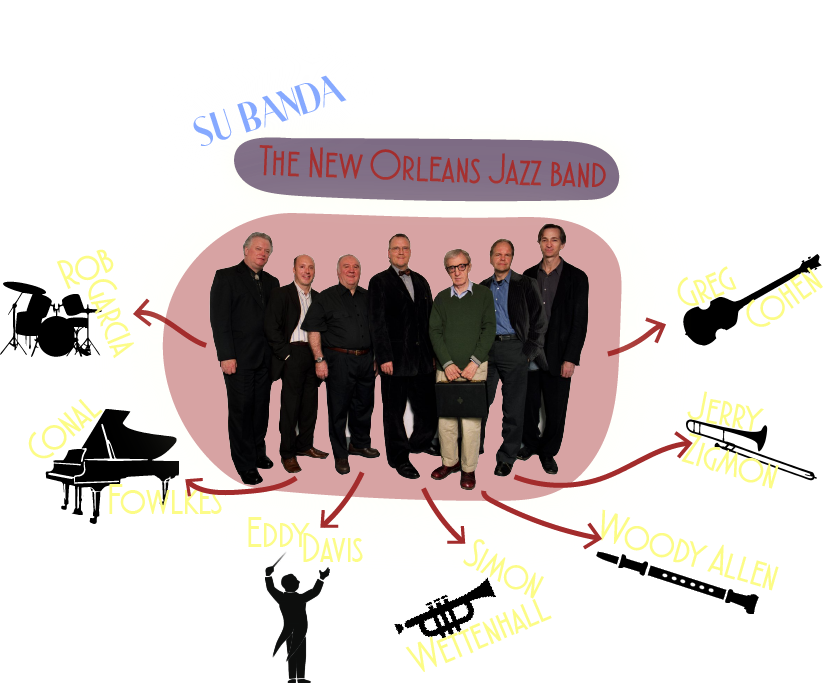 SU BANDA
THE NEW ORLEANS JAZZ BAND
ROB
GARCIA
GREG
COHEN
CONAL
FOWLKES
JERRY
ZIGMON
EDDY
DAVIS
SIMON
WETTENHALL
WOODY ALLEN